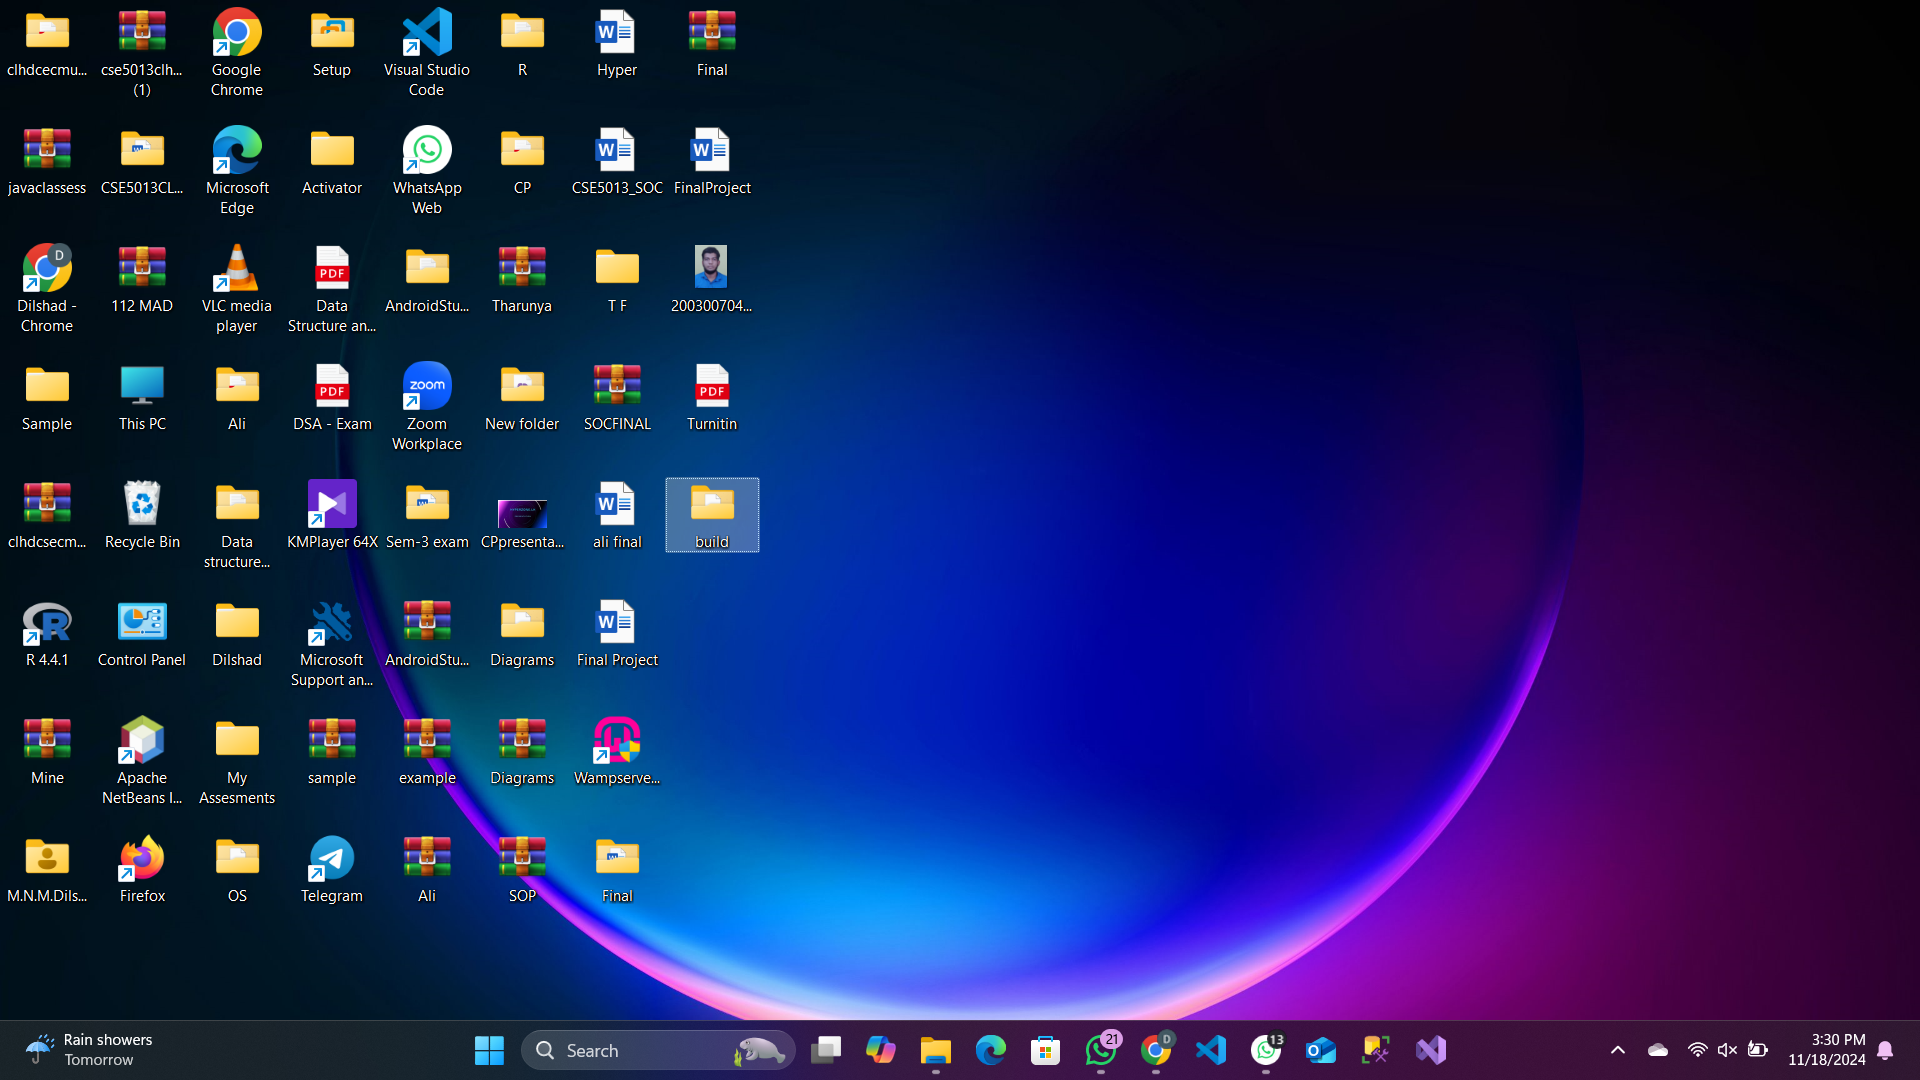 clhdcecmu...
cse5013clh...
(1)
Google
Chrome
Setup
Visual Studio
Code
R
Hyper
Final
javaclassess
CSE5013CL...
Microsoft
Edge
Activator
WhatsApp
Web
CP
CSE5013_SOC
FinalProject
D
Dilshad -
Chrome
112 MAD
VLC media
player
PDF
Data
Structure an...
AndroidStu...
Tharunya
T F
200300704...
Sample
This PC
Ali
PDF
DSA - Exam
zoom
Zoom
Workplace
New folder
SOCFINAL
PDF
Turnitin
clhdcsecm...
Recycle Bin
Data
structure...
KMPlayer 64X
Sem-3 exam
CPpresenta...
ali final
build
R 4.4.1
Control Panel
Dilshad
Microsoft
Support an...
AndroidStu...
Diagrams
Final Project
Mine
Apache
NetBeans I...
My
Assesments
sample
example
Diagrams
Wampserve...
M.N.M.Dils...
Firefox
OS
Telegram
Ali
SOP
Final
Rain showers
Tomorrow
Search
21
D
13
3:30 PM
11/18/2024